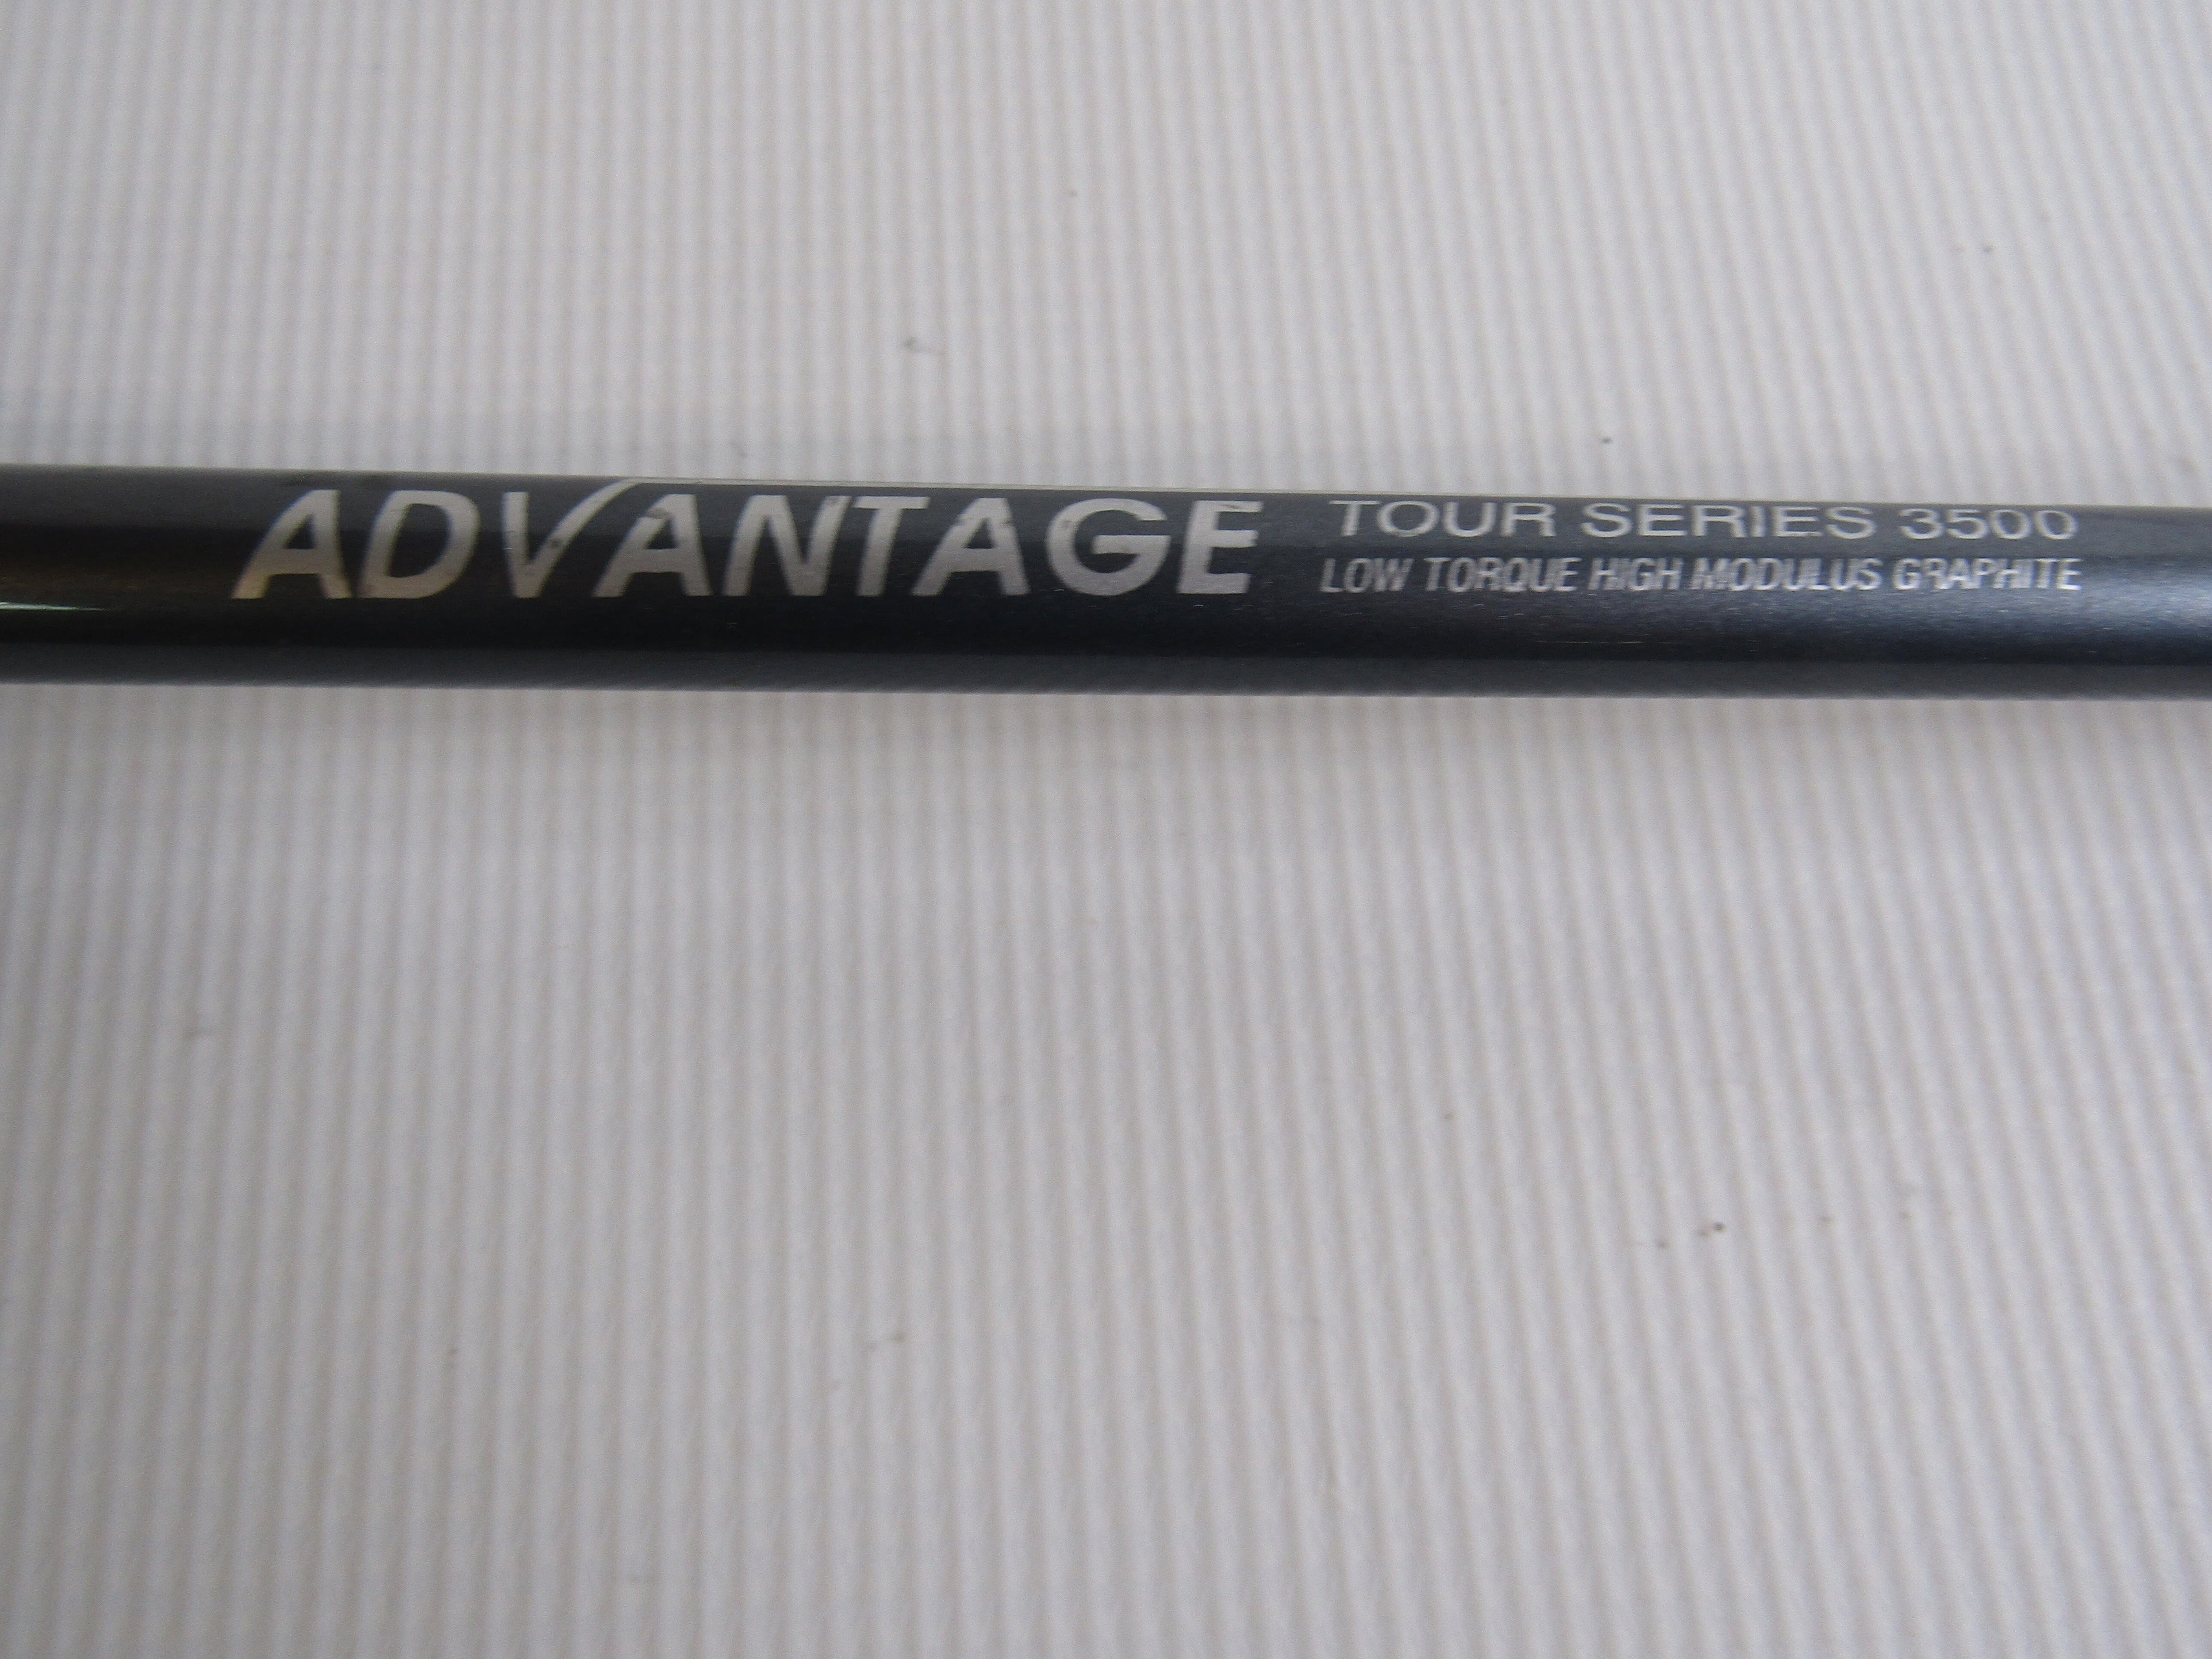 ADVANTAGE TOUR SERIES 3500
LOW TORQUE HIGH MODULUS GRAPHITE